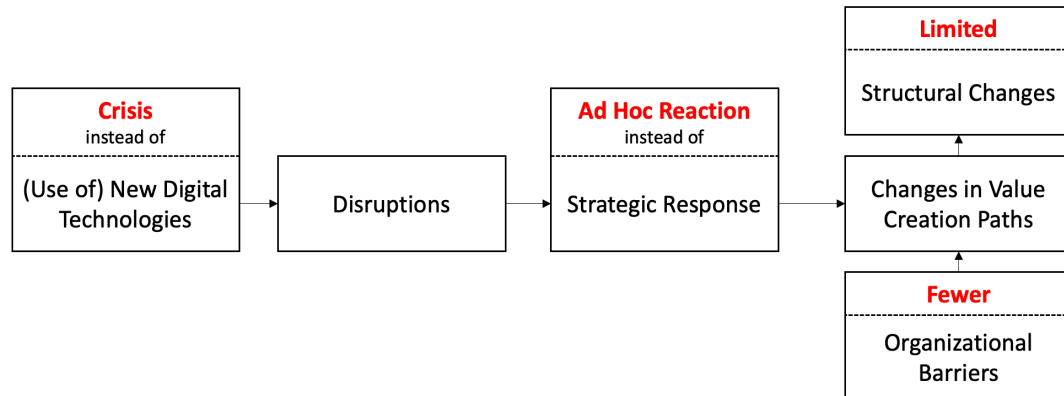 Crisis
instead of
(Use of) New Digital
Technologies
Disruptions
Ad Hoc Reaction
instead of
Strategic Response
Limited
Structural Changes
Changes in Value
Creation Paths
Fewer
Organizational
Barriers